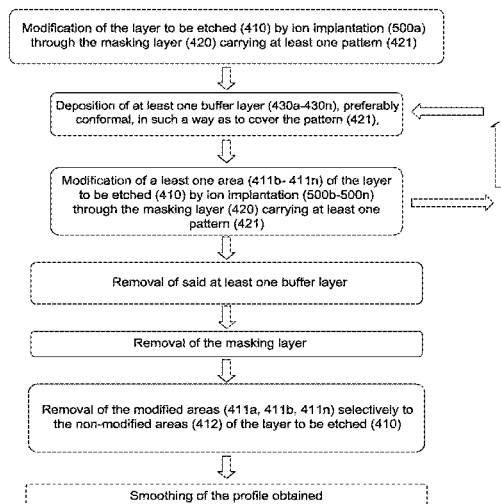 Modification of the layer to be etched (410) by ion implantation (500a)
through the masking layer (420) carrying at least one pattern (421)
Deposition of at least one buffer layer (430a-430n), preferably
conformal, in such a way as to cover the pattern (421),
Modification of a least one area (411b- 411n) of the layer
to be etched (410) by ion implantation (500b-500n)
through the masking layer (420) carrying at least one
pattern (421)
Removal of said at least one buffer layer
Removal of the masking layer
Removal of the modified areas (411a, 411b, 411n) selectively to
the non-modified areas (412) of the layer to be etched (410)
Smoothing of the profile obtained